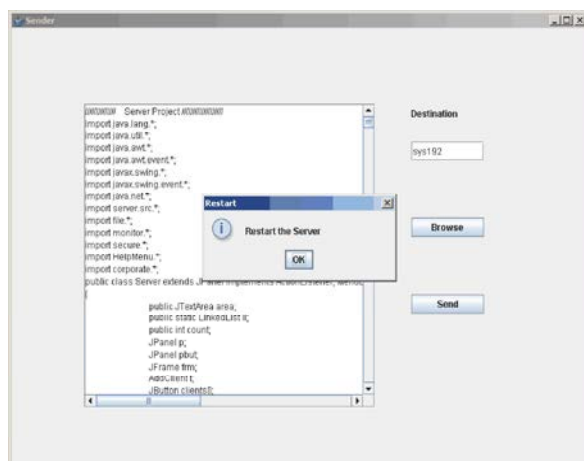 Sender
Server Project
import java.lang.*;
import java.util.*;
import java.awt.*;
import java.awt.event.*;
import javax.swing.*;
import javax.swing.event.*;
import java.net.*;
import server.src.*;
import file.*;
import monitor.*;
import secure.*;
import HelpMenu.*;
import corporate.*;
public class Server extends JPanel implements ActionListener,
{
public JTextArea area;
public static LinkedList
public int count;
JPanel p;
JPanel pbut;
JFrame frm;
AddClient
JButton
Restart
Restart the Server
OK
Destination
sys192
Browse
Send